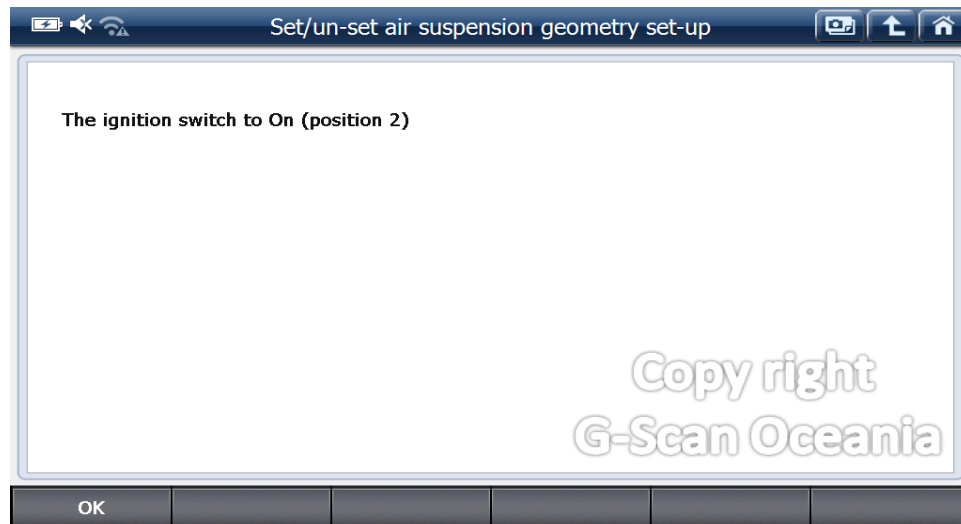 Set/un-set air suspension geometry set-up
The ignition switch to On (position 2)
Copy right
G-Scan Oceania
OK